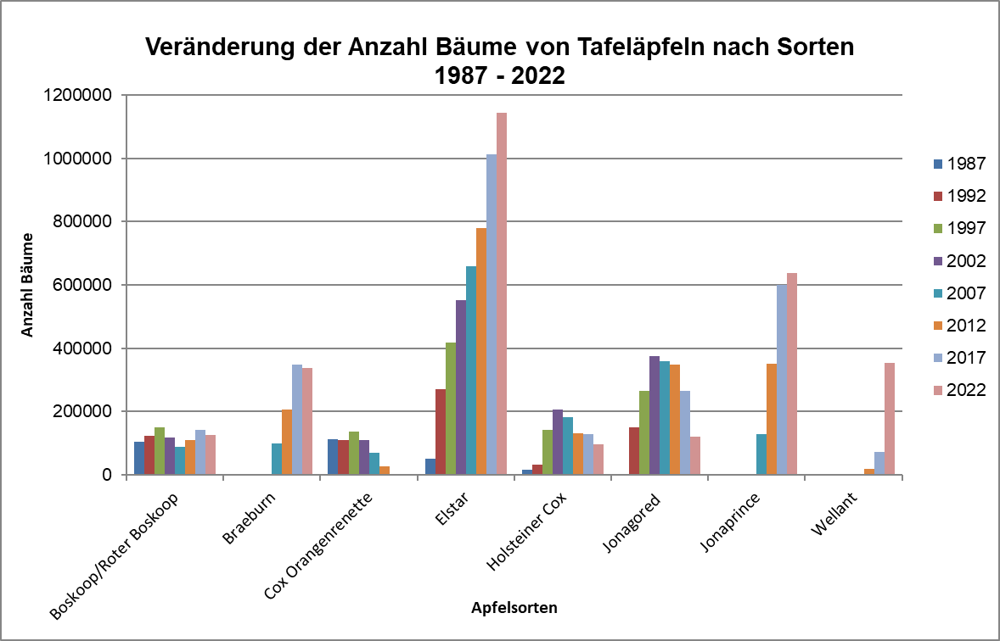 Veränderung der Anzahl Bäume von Tafeläpfeln nach Sorten
1987 - 2022
1200000
1000000
800000
600000
400000
200000
0
Anzahl Bäume
Boskoop/Roter Boskoop
Braeburn
Cox Orangenrenette
Elstar
Holsteiner Cox
Jonagored
Jonaprince
Wellant
Apfelsorten
1987
1992
1997
2002
2007
2012
2017
2022